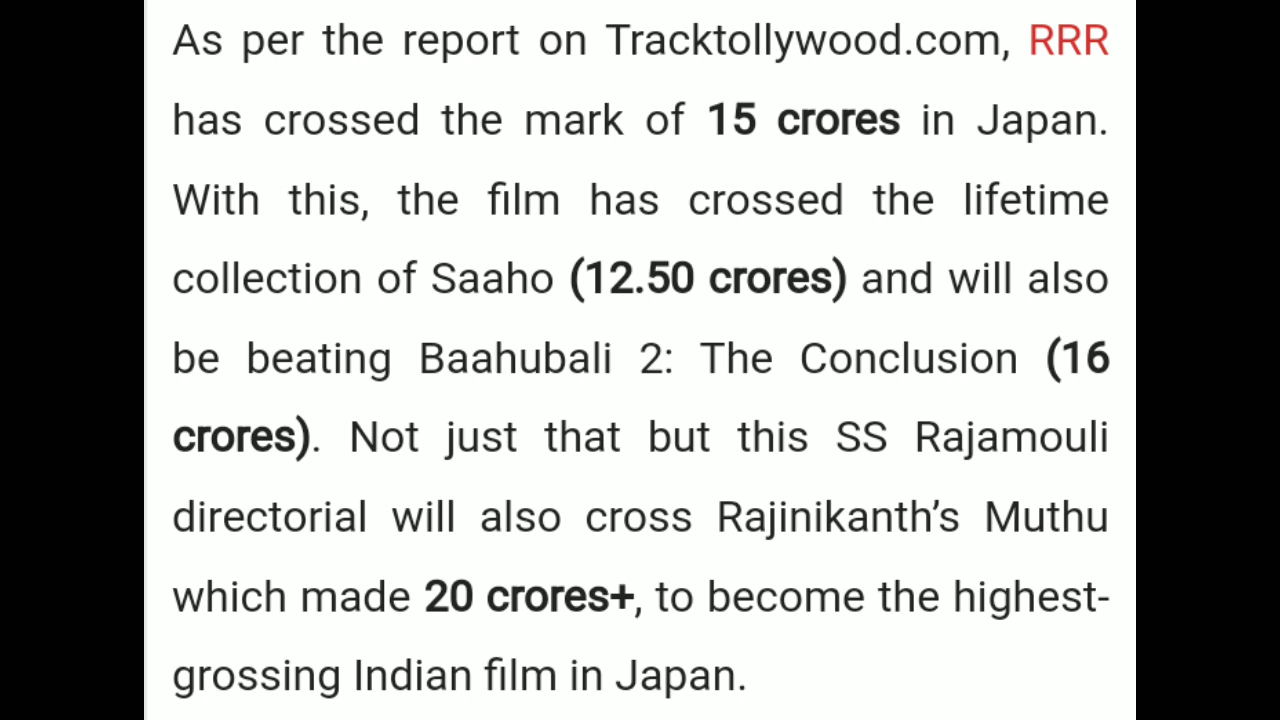 As per the report on Tracktollywood.com, RRR
has crossed the mark of 15 crores in Japan.
With this, the film has crossed the lifetime
collection of Saaho (12.50 crores) and will also
be beating Baahubali 2: The Conclusion (16
crores). Not just that but this SS Rajamouli
directorial will also cross Rajinikanth’s Muthu
which made 20 crores+, to become the highest-
grossing Indian film in Japan.